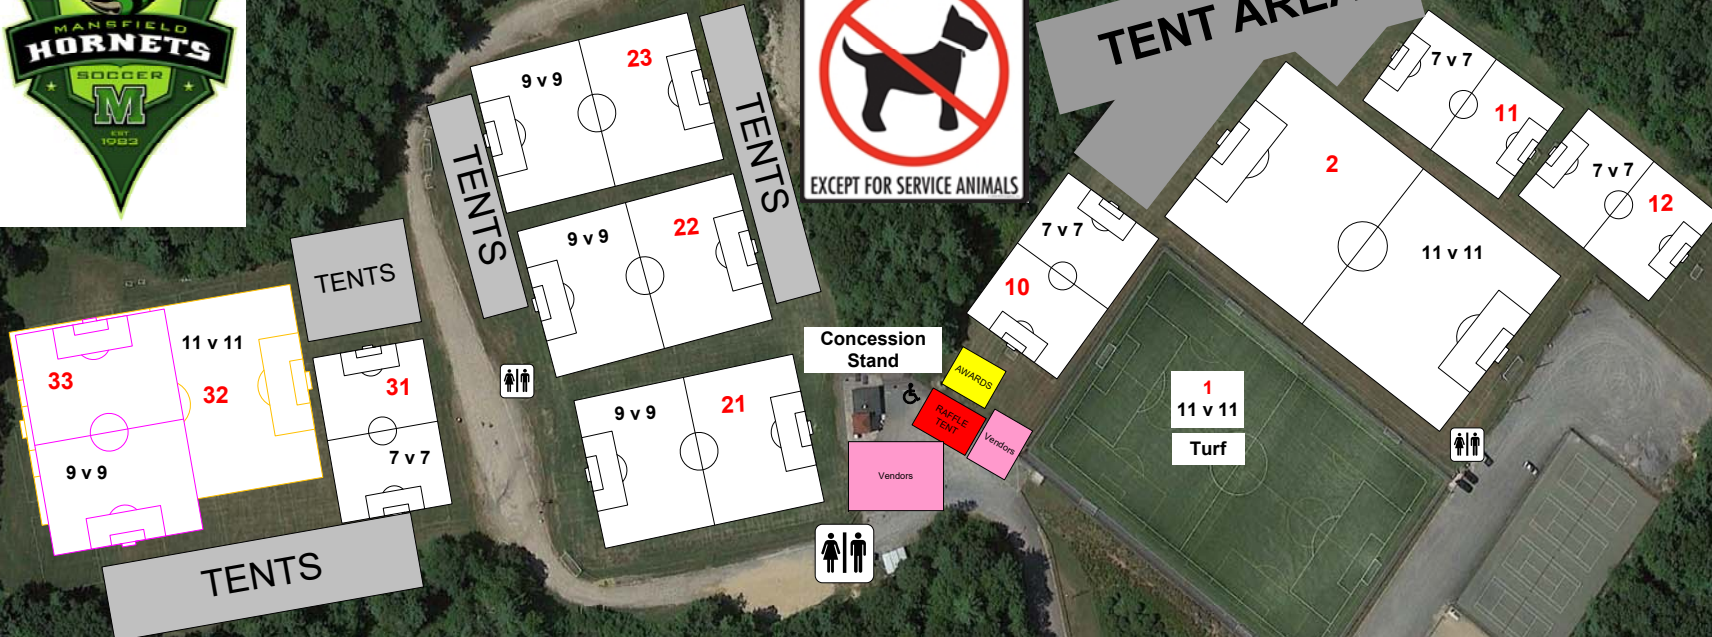 MANSFIELD
HORNETS
SOCCER
M
EST
1983
EXCEPT FOR SERVICE ANIMALS
TENT AREA
TENTS
TENTS
TENTS
TENTS
9 v 9
23
9 v 9
22
9 v 9
21
11 v 11
33
32
9 v 9
31
7 v 7
Concession
Stand
AWARDS
RAFFLE
TENT
Vendors
Vendors
7 v 7
10
7 v 7
11
7 v 7
12
2
11 v 11
1
11 v 11
Turf